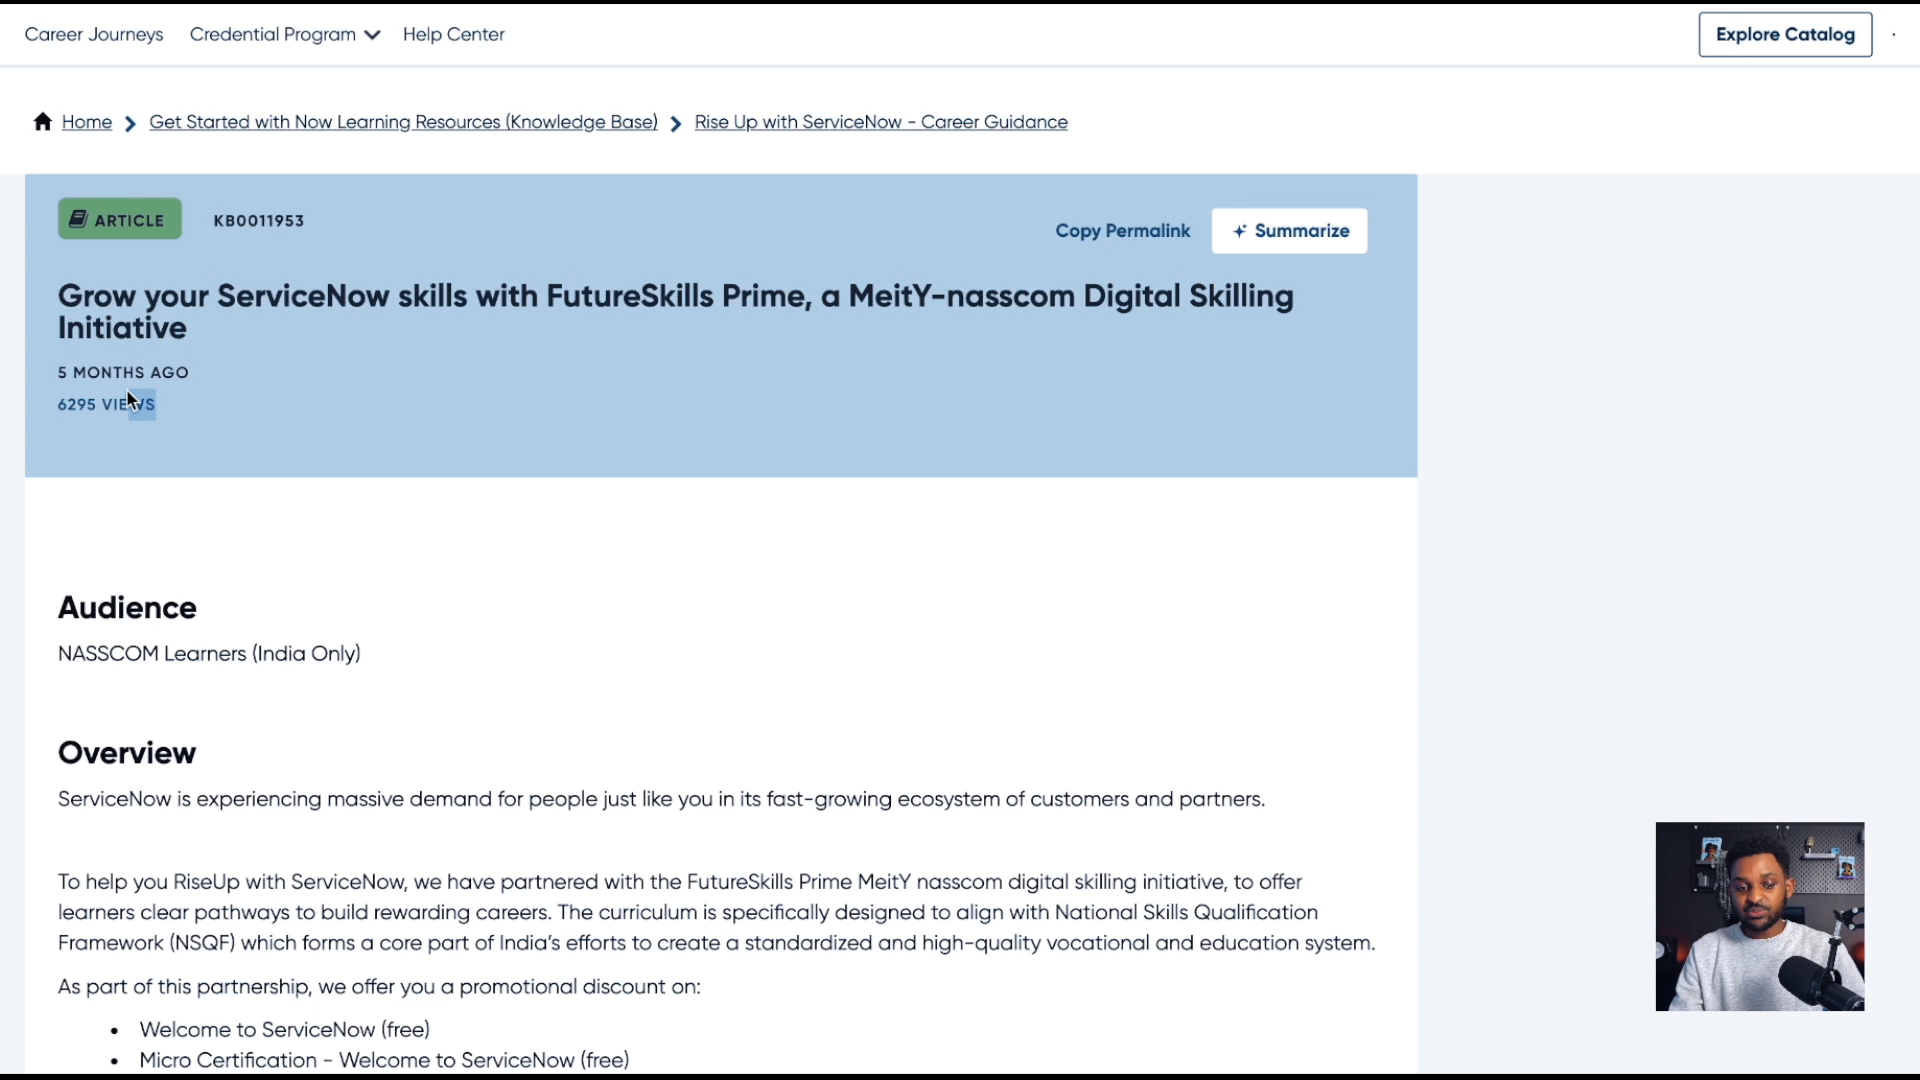 Career Journeys Credential Program Help Center Explore Catalog
Home Get Started with Now Learning Resources (Knowledge Base) Rise Up with ServiceNow - Career Guidance
ARTICLE KB0011953
Copy Permalink Summarize
Grow your ServiceNow skills with FutureSkills Prime, a MeitY-nasscom Digital Skilling
Initiative
5 MONTHS AGO
6295 VIEWS
Audience
NASSCOM Learners (India Only)
Overview
ServiceNow is experiencing massive demand for people just like you in its fast-growing ecosystem of customers and partners.
To help you RiseUp with ServiceNow, we have partnered with the FutureSkills Prime MeitY nasscom digital skilling initiative, to offer
learners clear pathways to build rewarding careers. The curriculum is specifically designed to align with National Skills Qualification
Framework (NSQF) which forms a core part of India's efforts to create a standardized and high-quality vocational and education system.
As part of this partnership, we offer you a promotional discount on:
• Welcome to ServiceNow (free)
• Micro Certification - Welcome to ServiceNow (free)